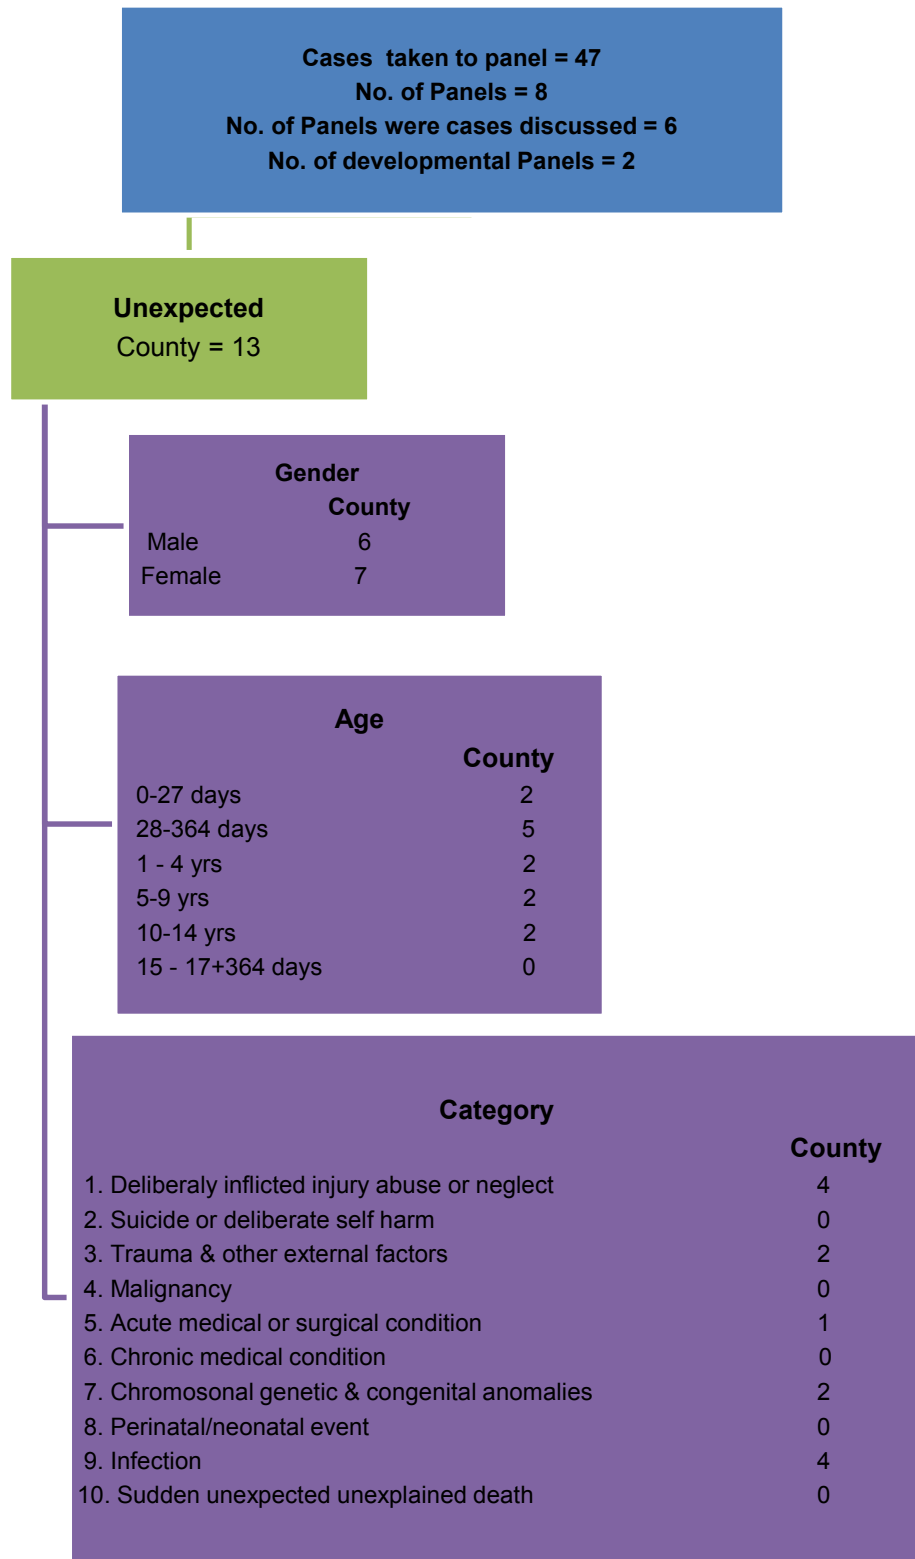 Cases taken to panel = 47
No. of Panels = 8
No. of Panels were cases discussed = 6
No. of developmental Panels = 2
Unexpected
County = 13
Gender
County
Male 6
Female 7
Age
County
0-27 days 2
28-364 days 5
1 - 4 yrs 2
5-9 yrs 2
10-14 yrs 2
15 - 17+364 days 0
Category
County
1. Deliberaly inflicted injury abuse or neglect 4
2. Suicide or deliberate self harm 0
3. Trauma & other external factors 2
4. Malignancy 0
5. Acute medical or surgical condition 1
6. Chronic medical condition 0
7. Chromosonal genetic & congenital anomalies 2
8. Perinatal/neonatal event 0
9. Infection 4
10. Sudden unexpected unexplained death 0